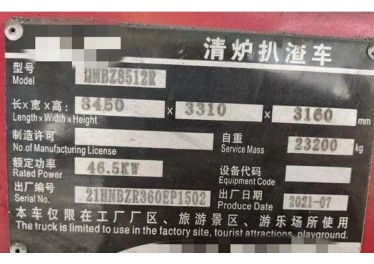 清炉扒渣车
型号 HNBZ8512R
Model
长×宽×高: 8450 × 3310 × 3160 mm
Length×Width×Height
制造许可 自重 23200 kg
No.of Manufacturing License Service Mass
额定功率 46.5KW 设备代码
Rated Power Equipment Code
出厂编号 21HNBZR360EP1502 出厂日期 2021-07
Serial No. Produce Date
本车仅限在工厂厂区、旅游景区、游乐场所使用
The truck is limited to use in the factory site, tourist attractions, playground.